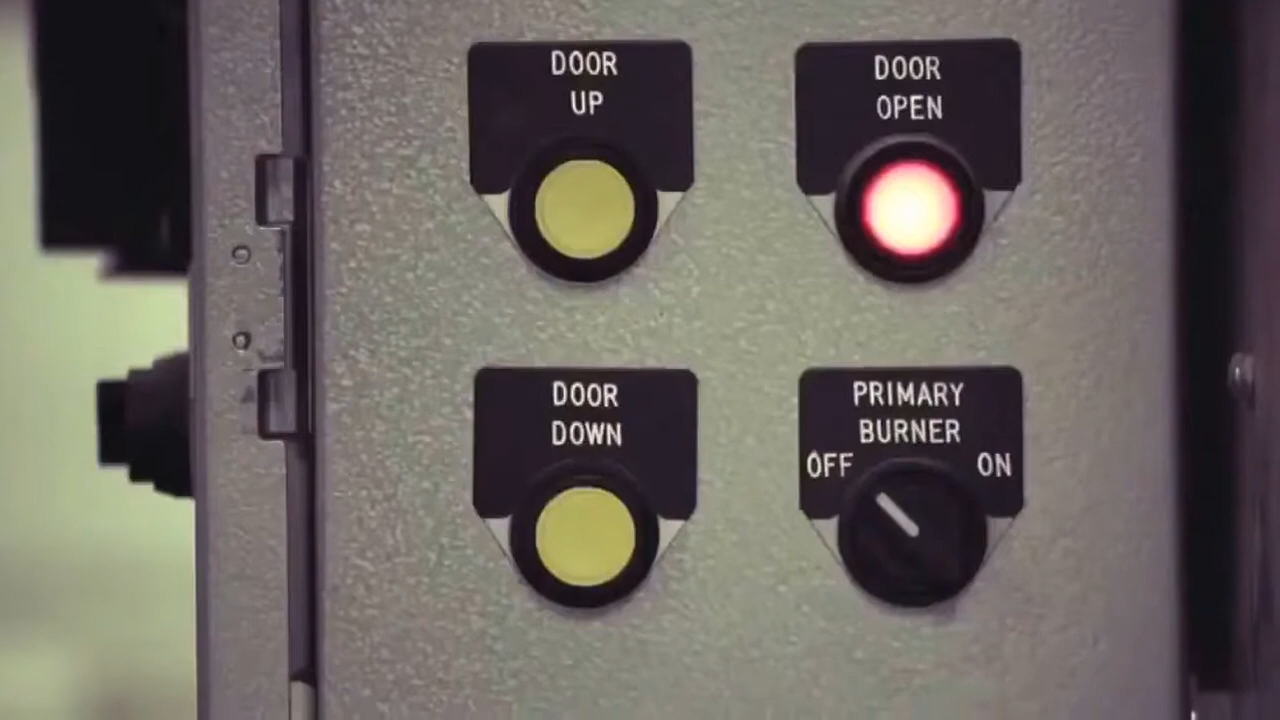 DOOR
UP
DOOR
OPEN
DOOR
DOWN
PRIMARY
BURNER
OFF ON